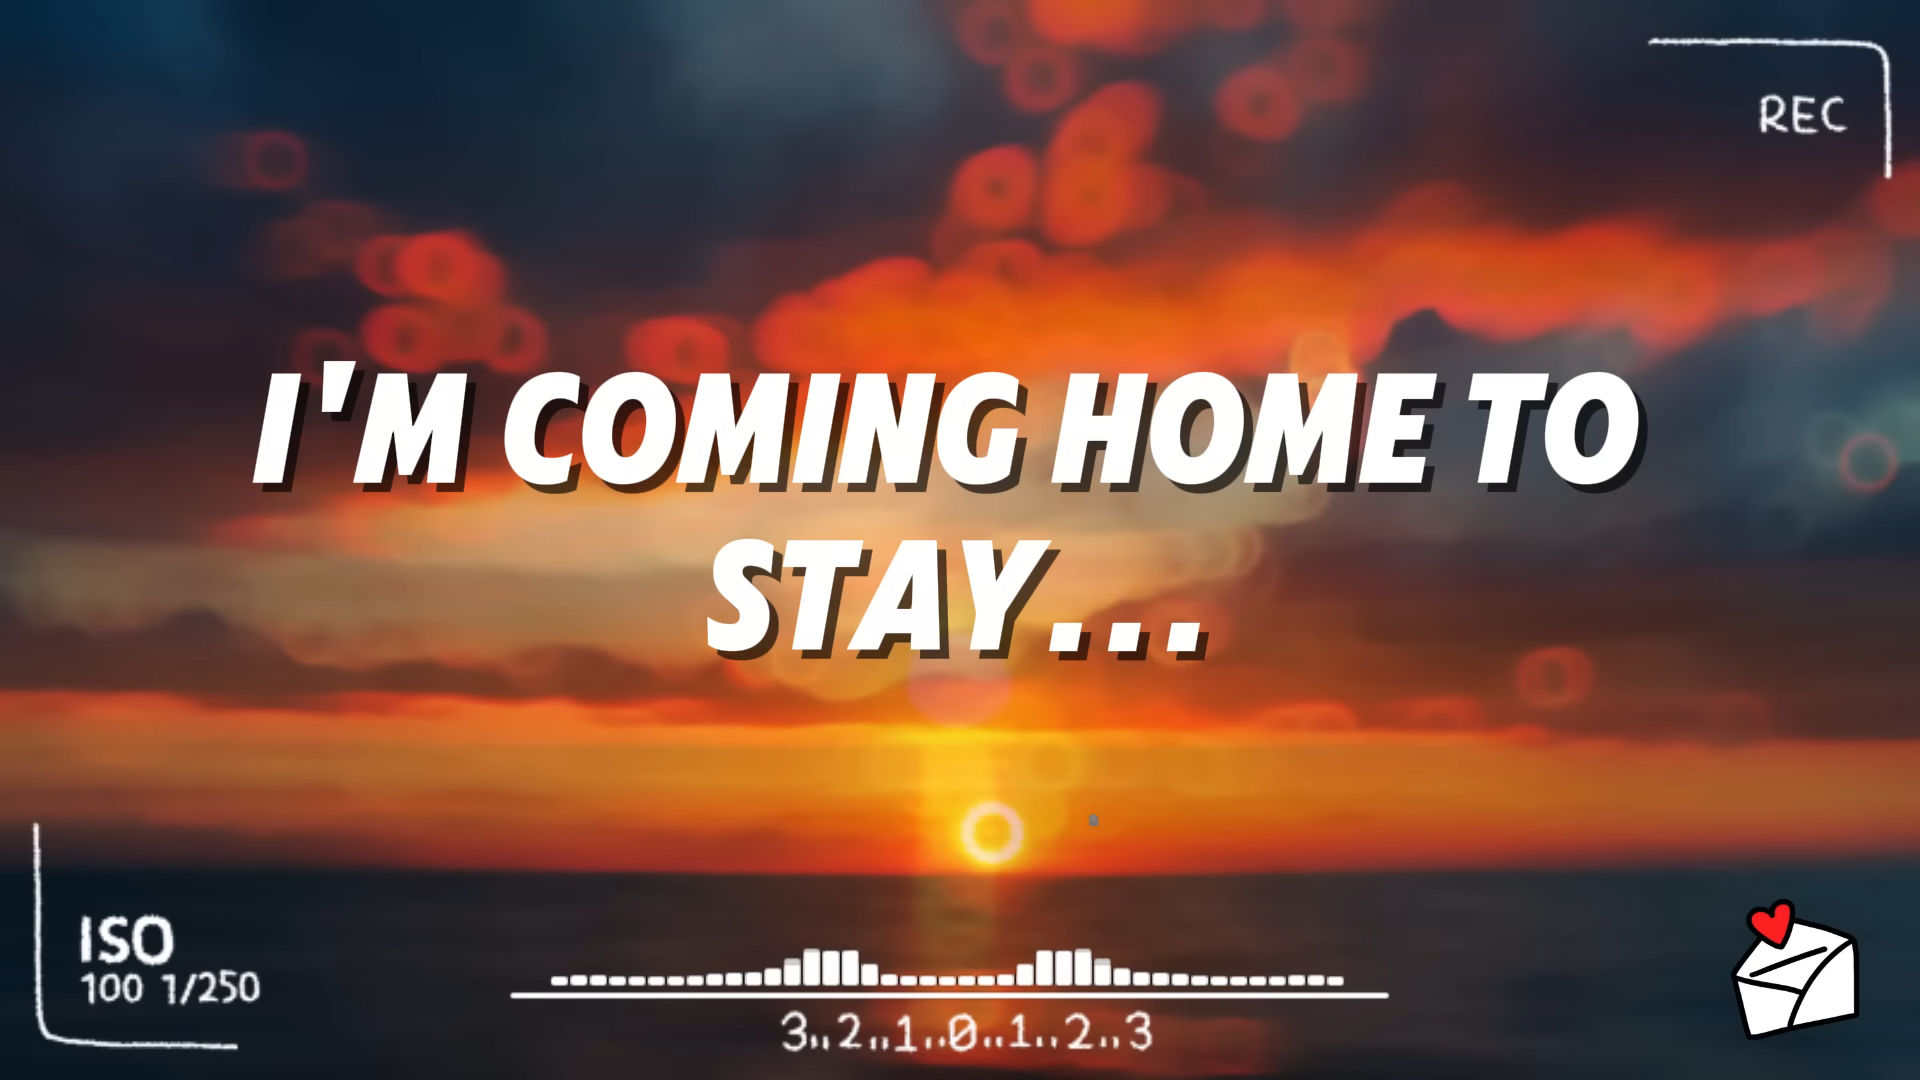 REC
I'M COMING HOME TO
STAY...
ISO
100 1/250
3..2..1..0..1..2..3